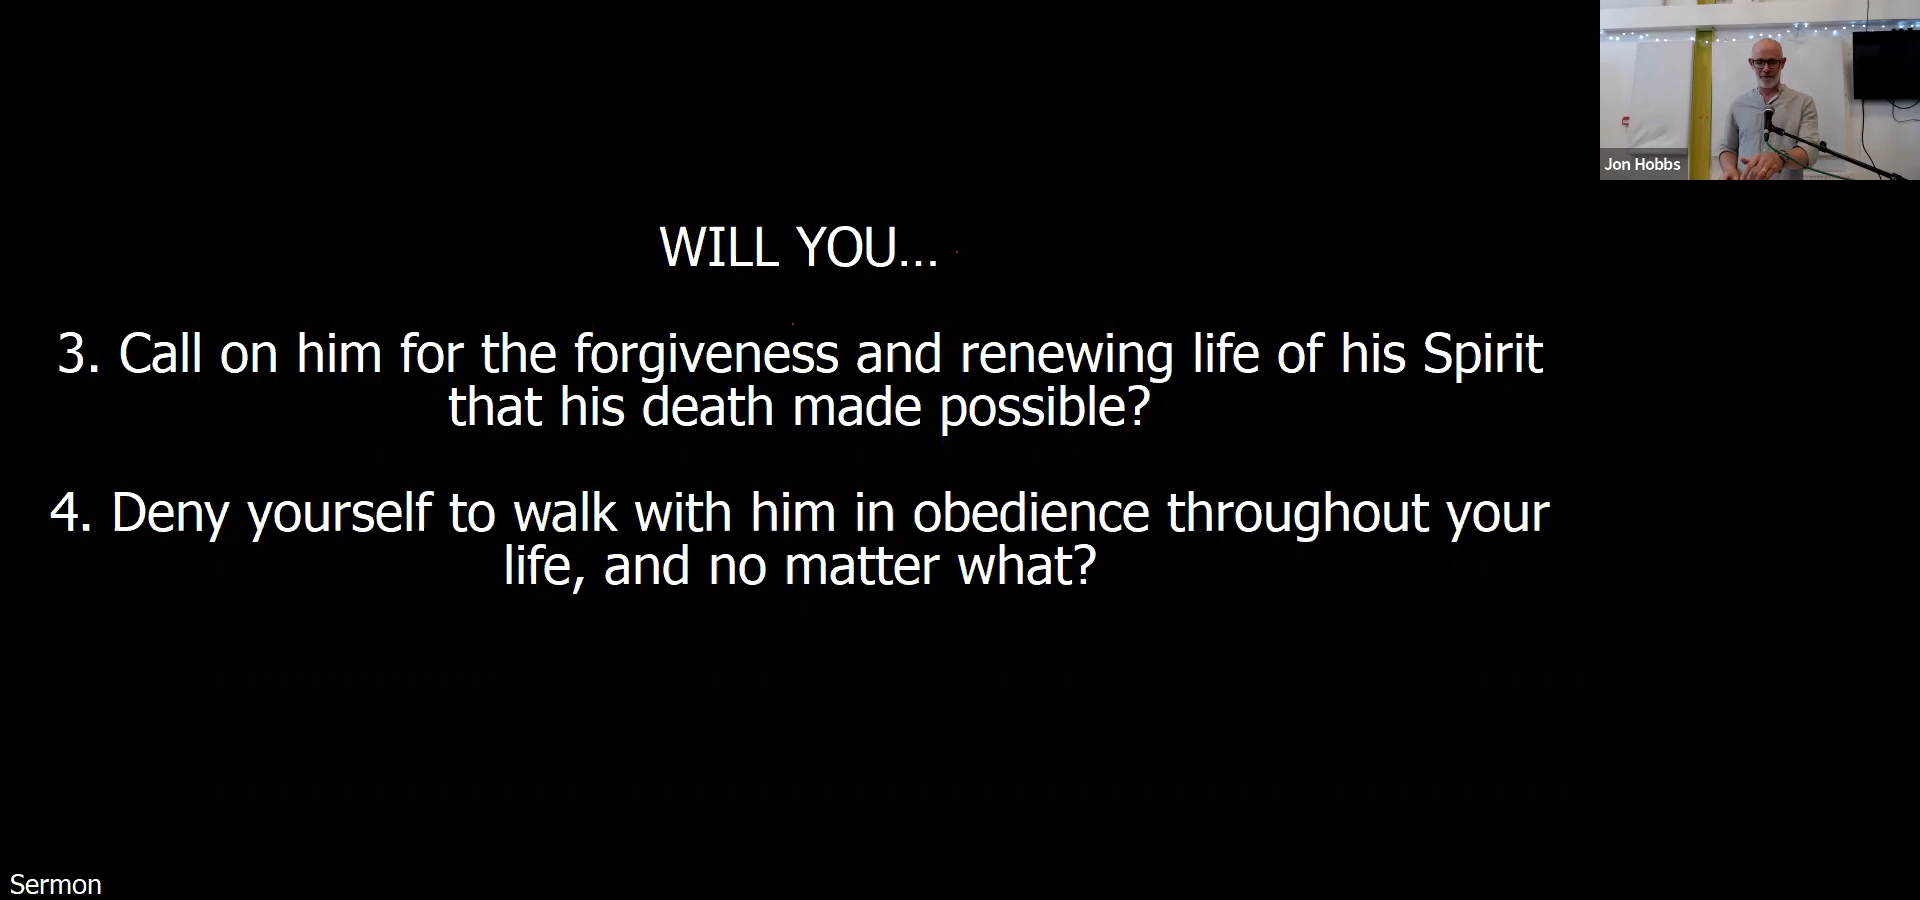 Jon Hobbs
WILL YOU...
3. Call on him for the forgiveness and renewing life of his Spirit
that his death made possible?
4. Deny yourself to walk with him in obedience throughout your
life, and no matter what?
Sermon